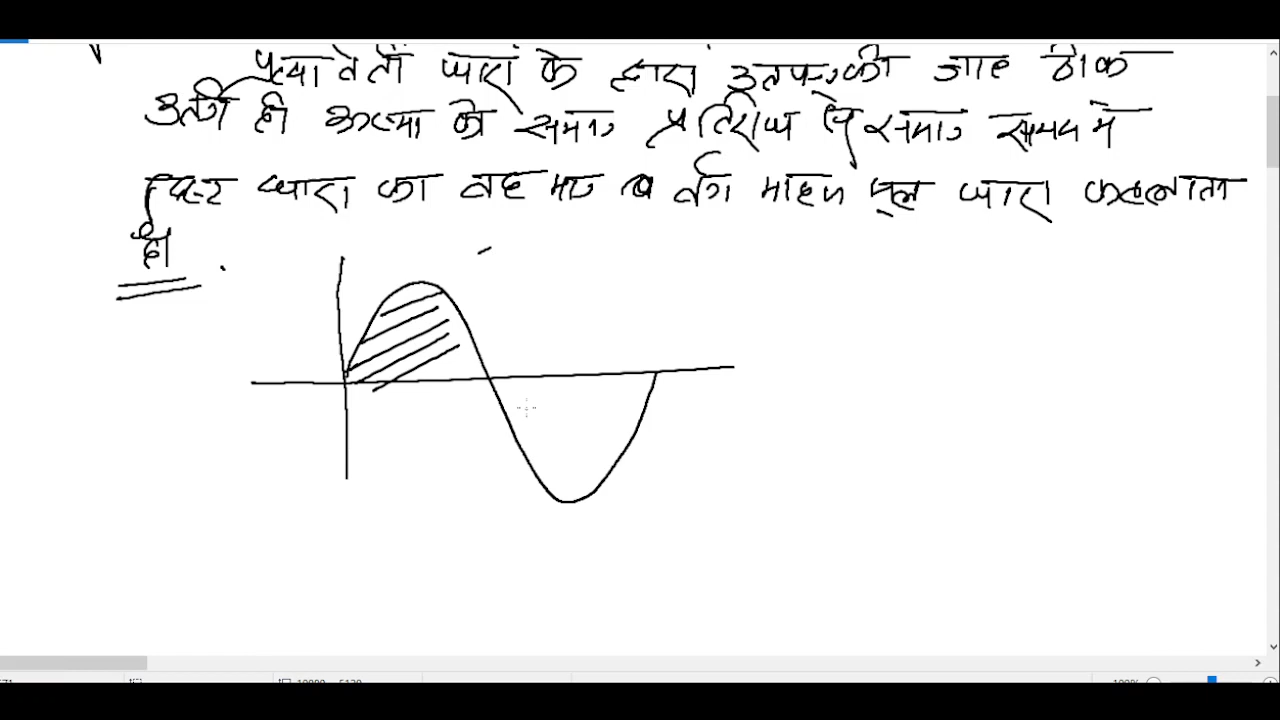 प्रत्यावर्ती धारा के द्वारा उत्पन्न की जाए ठीक
उतनी ही ऊष्मा को समान प्रतिरोध में समान समय में
स्थिर धारा का वह मान वर्ग माध्य मूल धारा कहलाता
है।